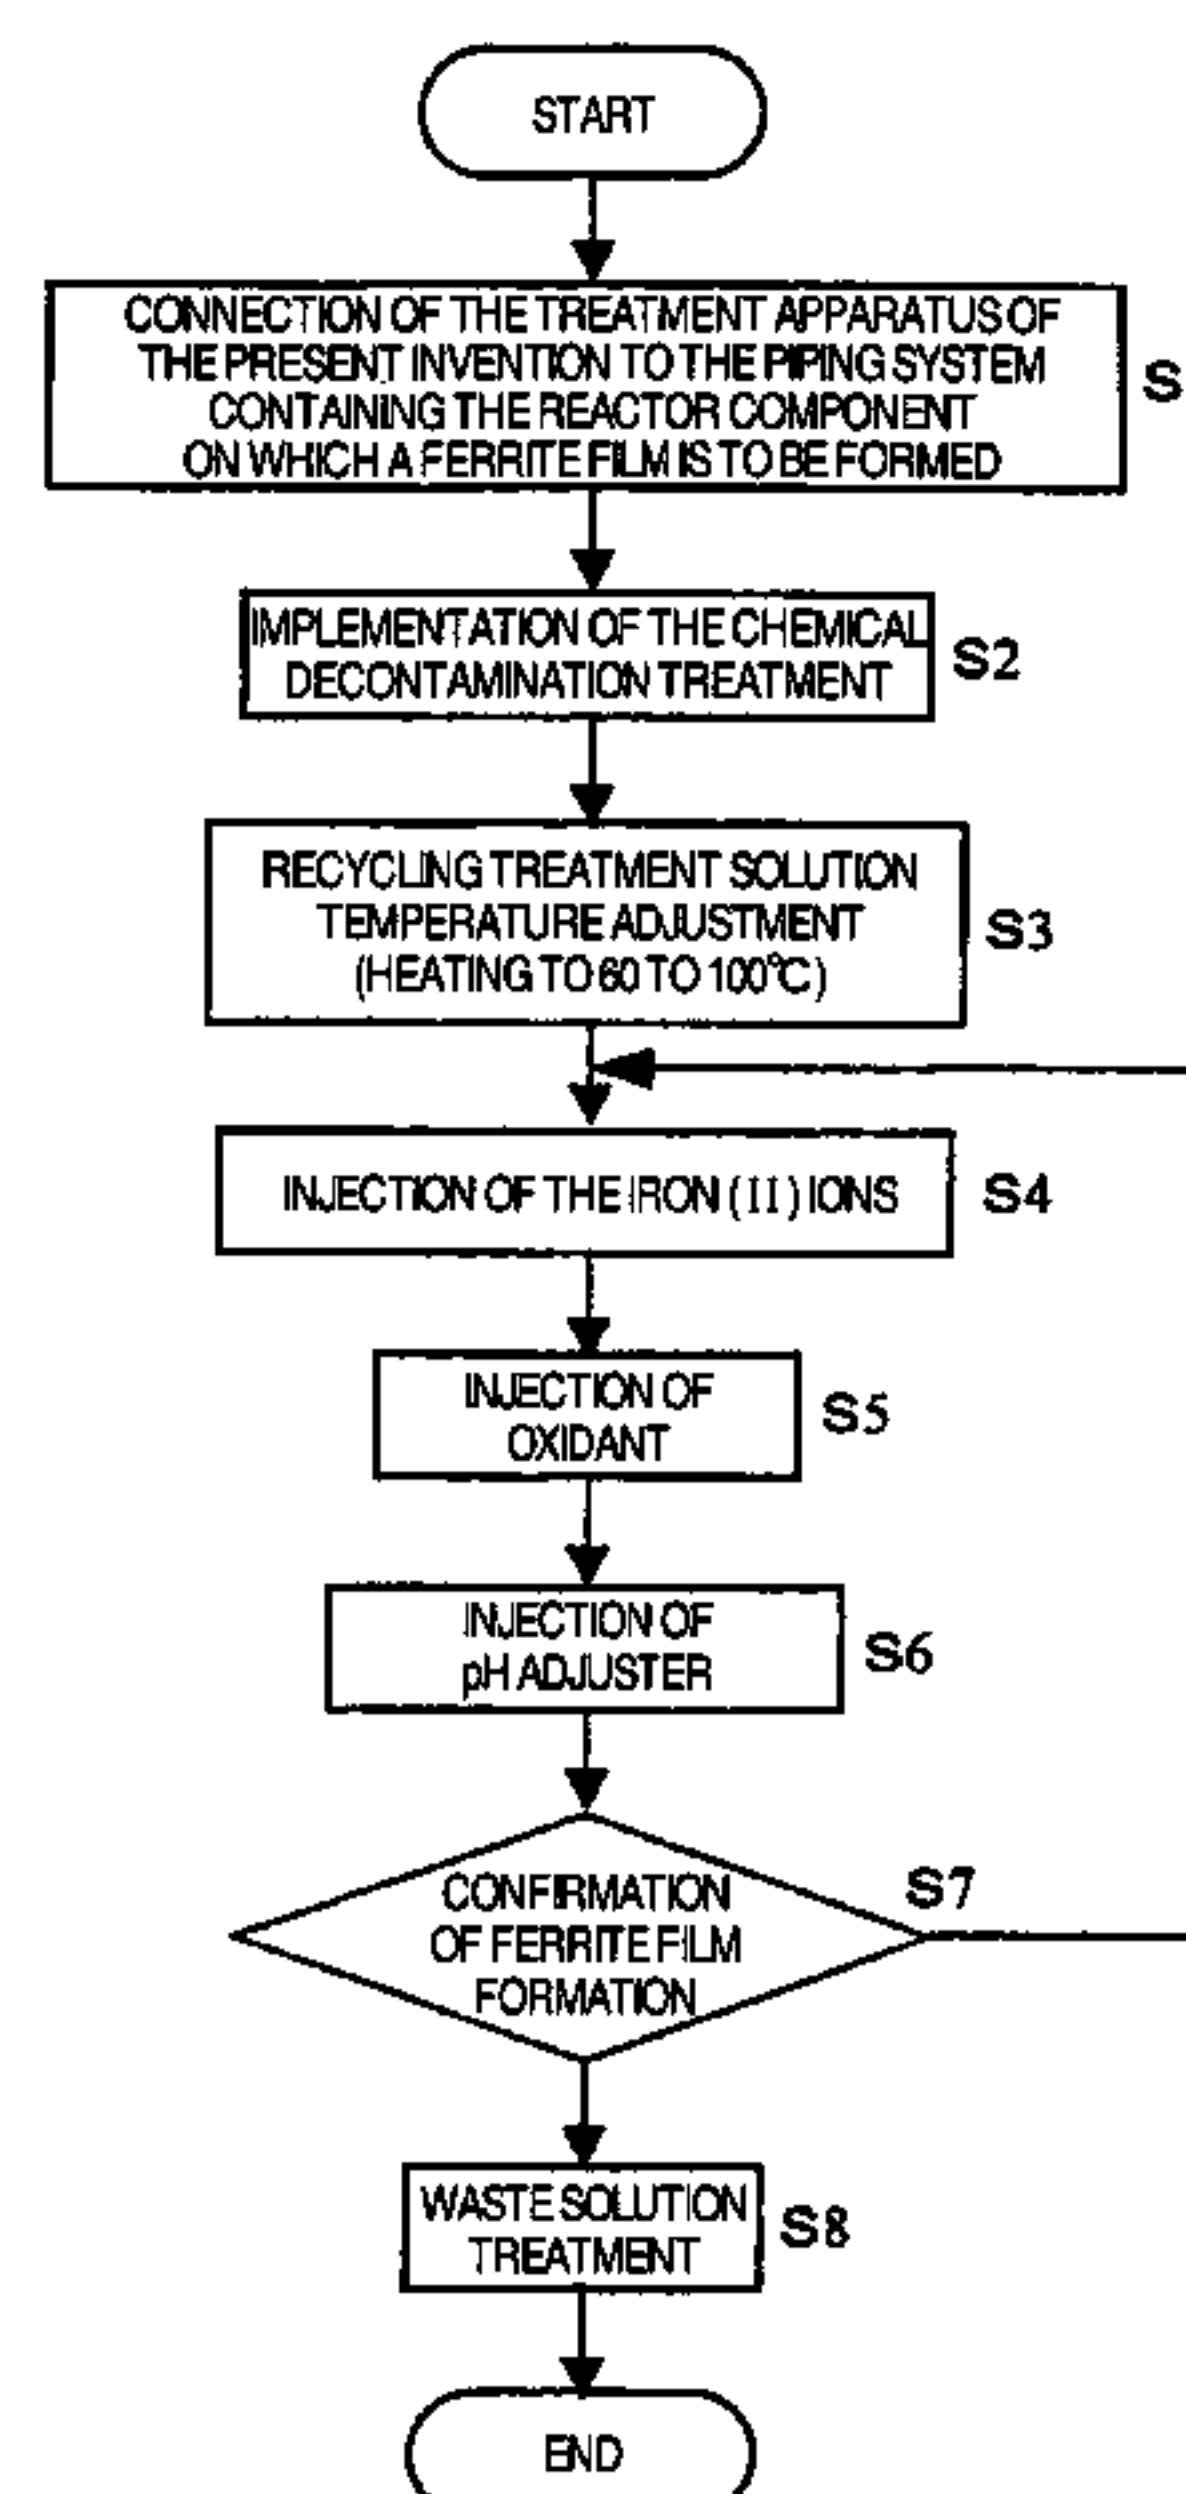 START
CONNECTION OF THE TREATMENT APPARATUS OF
THE PRESENT INVENTION TO THE PIPING SYSTEM
CONTAINING THE REACTOR COMPONENT
ON WHICH A FERRITE FILM IS TO BE FORMED
S
IMPLEMENTATION OF THE CHEMICAL
DECONTAMINATION TREATMENT
S2
RECYCLING TREATMENT SOLUTION
TEMPERATURE ADJUSTMENT
(HEATING TO 60 TO 100°C)
S3
INJECTION OF THE IRON (II) IONS
S4
INJECTION OF
OXIDANT
S5
INJECTION OF
pH ADJUSTER
S6
CONFIRMATION
OF FERRITE FILM
FORMATION
S7
WASTE SOLUTION
TREATMENT
S8
END